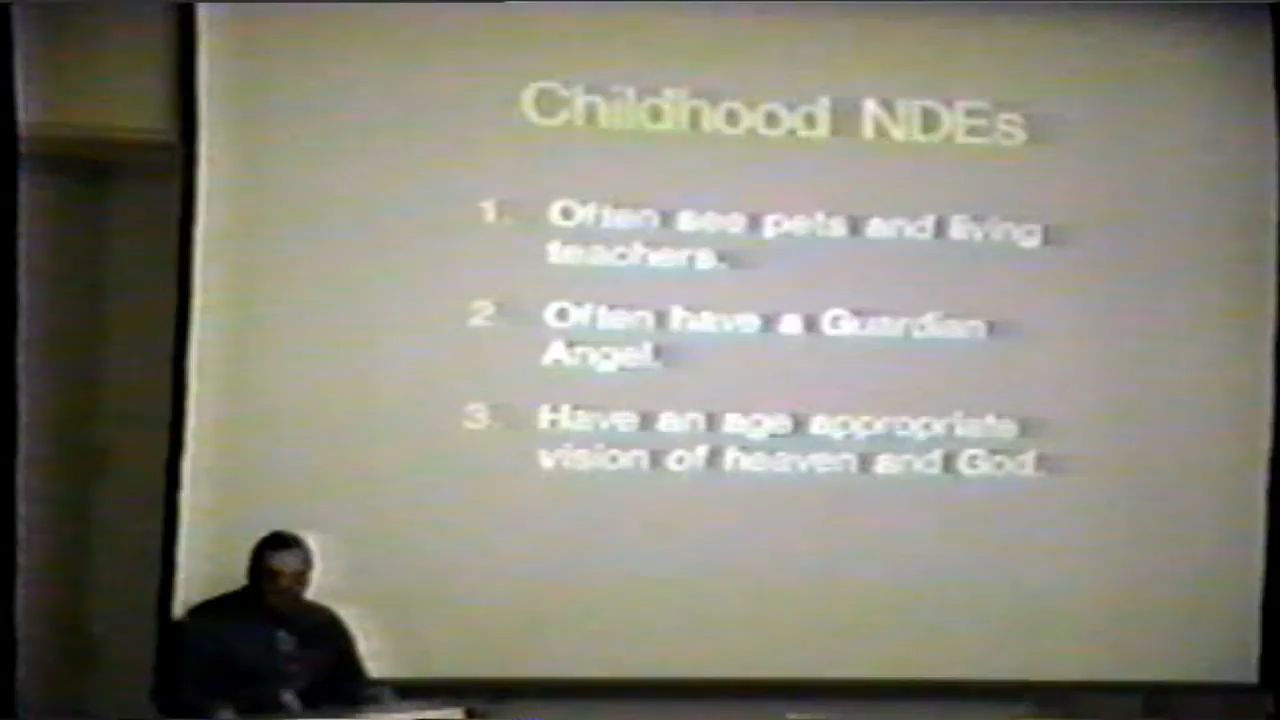 Childhood NDEs
1. Often see pets and living
teachers.
2. Often have a Guardian
Angel.
3. Have an age appropriate
vision of heaven and God.